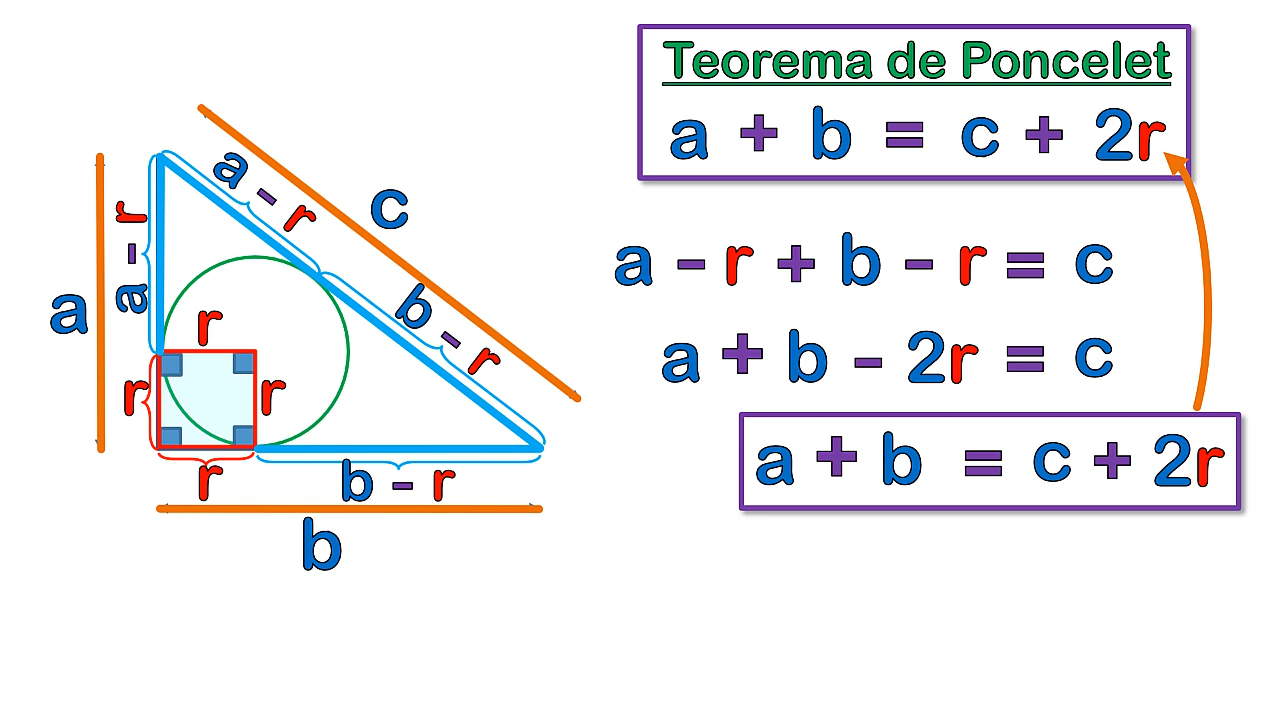 Teorema de Poncelet
a + b = c + 2r
a - r + b - r = c
a + b - 2r = c
a + b = c + 2r
a - r
c
a - r
b - r
a
r
r
r
r
b - r
b